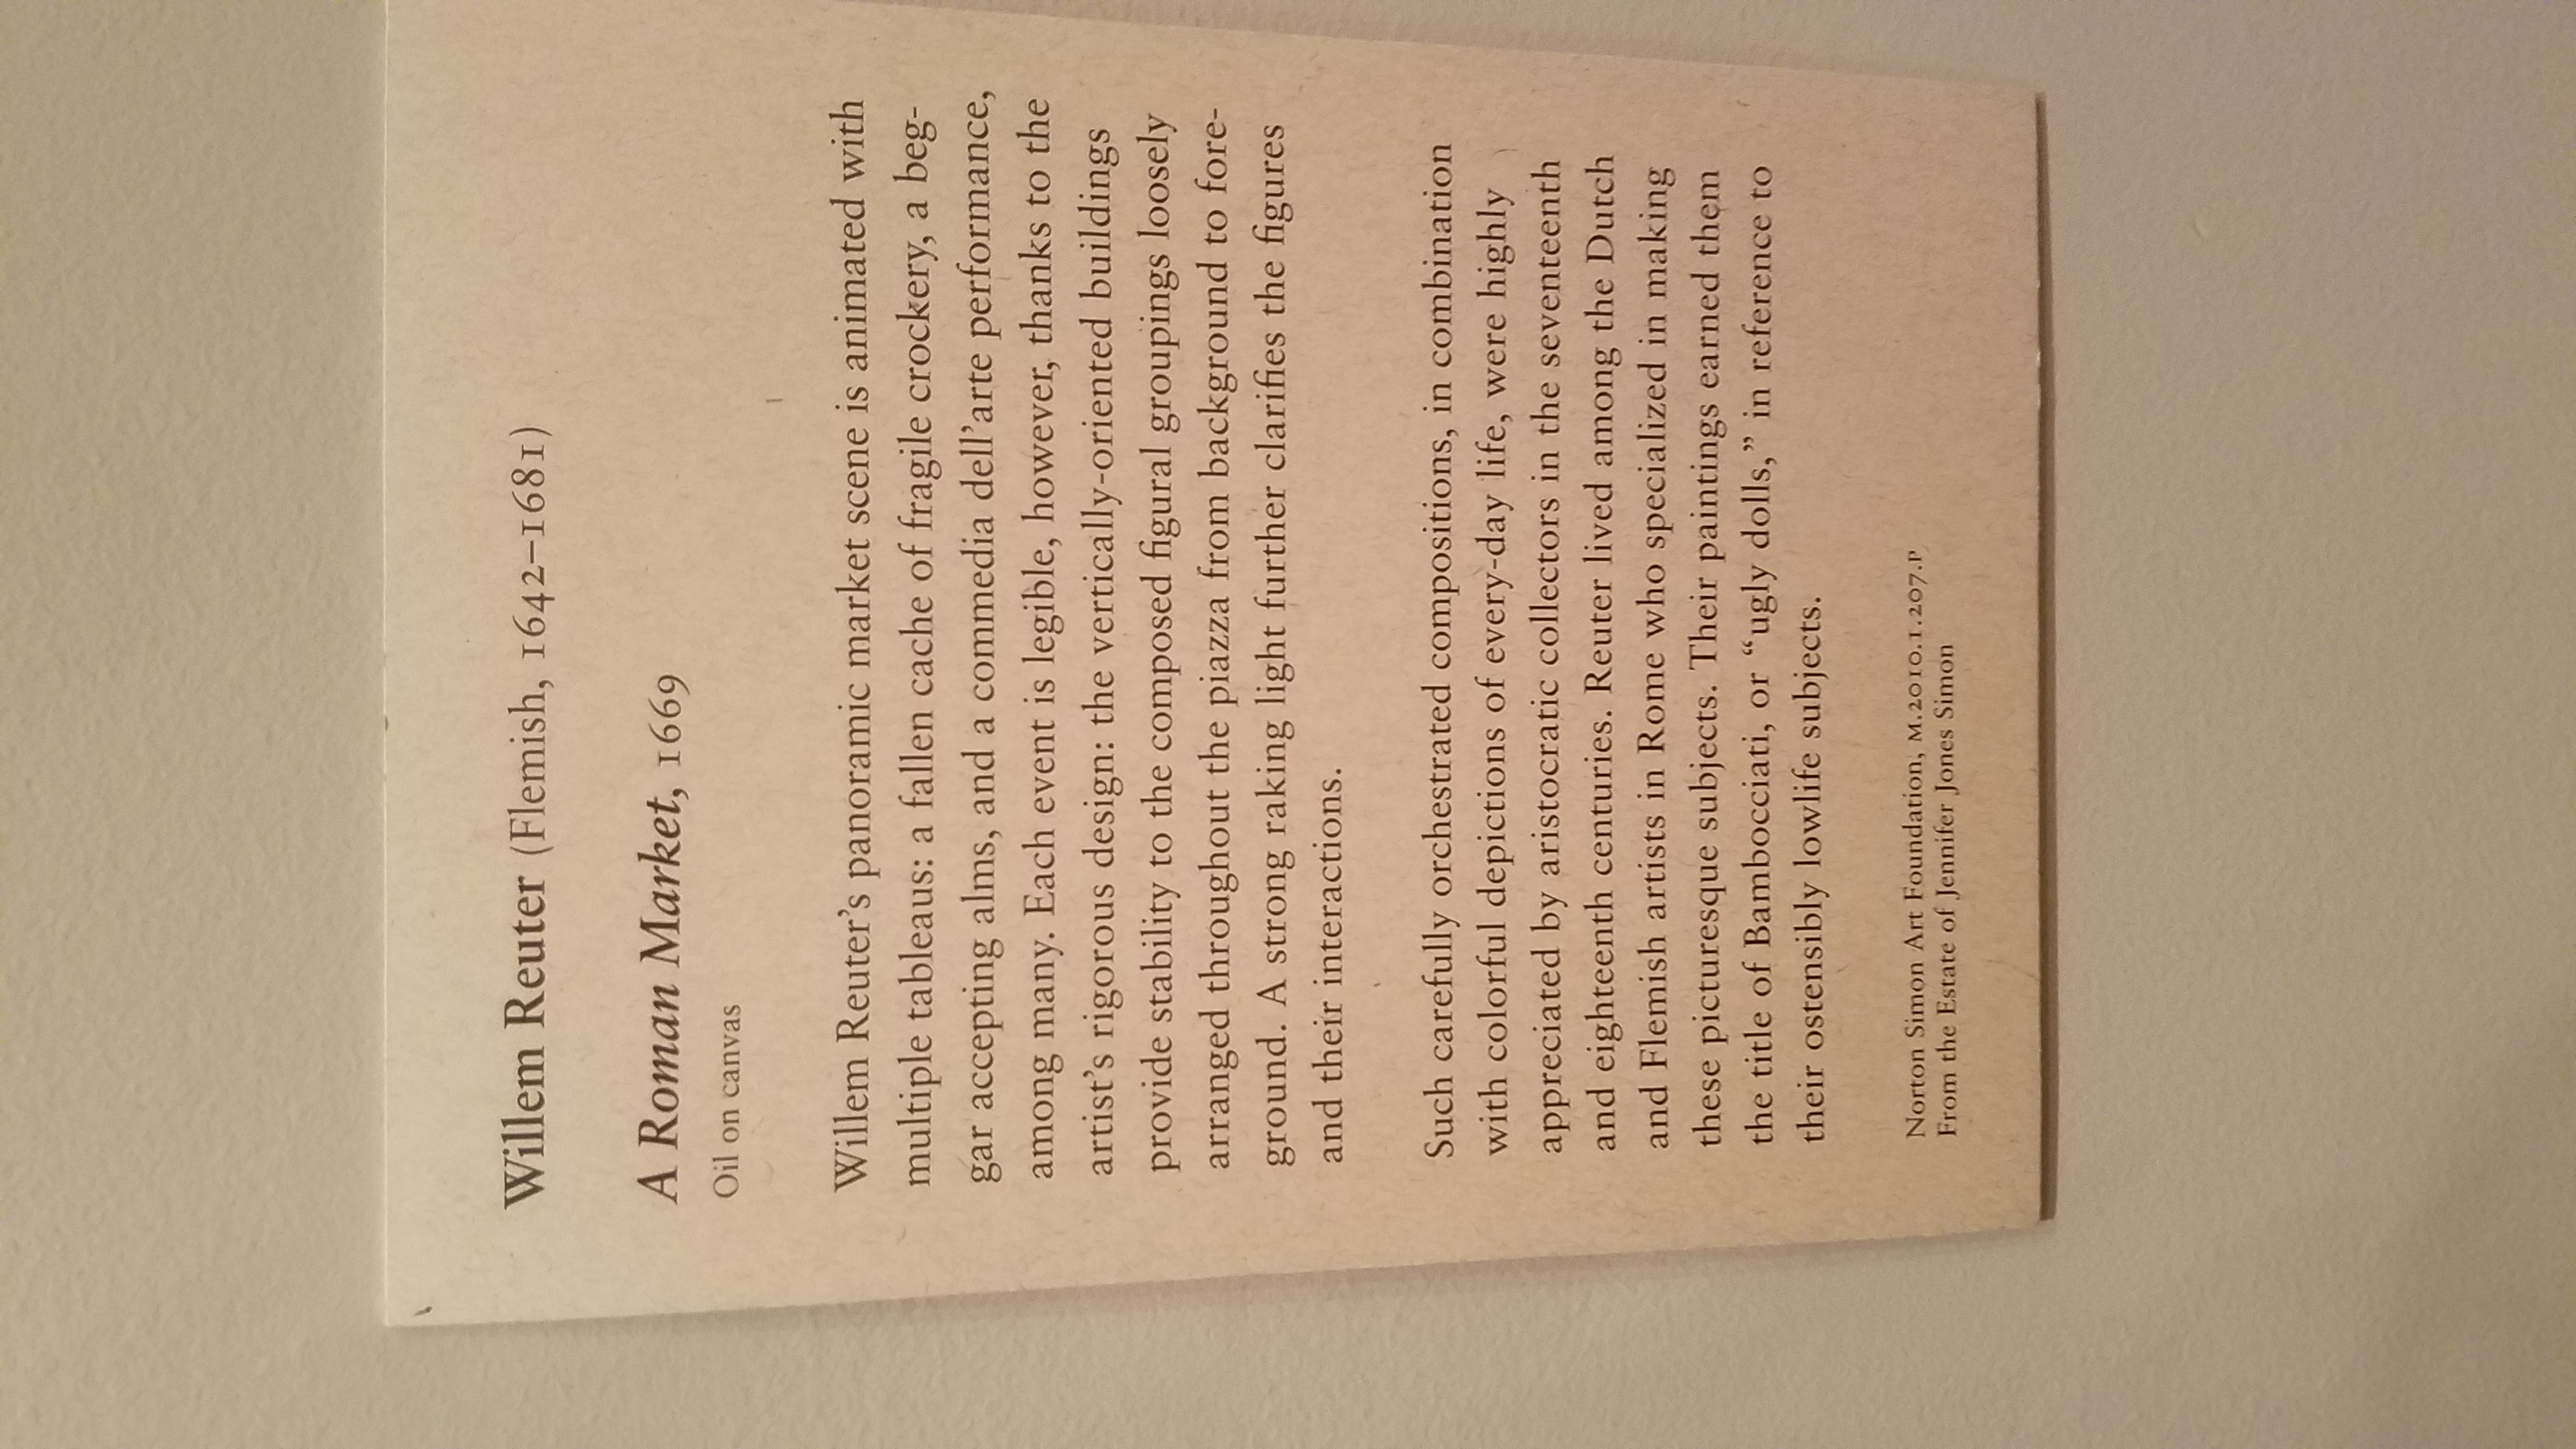 Willem Reuter (Flemish, 1642–1681)
A Roman Market, 1669
Oil on canvas
Willem Reuter's panoramic market scene is animated with
multiple tableaus: a fallen cache of fragile crockery, a beg-
gar accepting alms, and a commedia dell'arte performance,
among many. Each event is legible, however, thanks to the
artist's rigorous design: the vertically-oriented buildings
provide stability to the composed figural groupings loosely
arranged throughout the piazza from background to fore-
ground. A strong raking light further clarifies the figures
and their interactions.
Such carefully orchestrated compositions, in combination
with colorful depictions of every-day life, were highly
appreciated by aristocratic collectors in the seventeenth
and eighteenth centuries. Reuter lived among the Dutch
and Flemish artists in Rome who specialized in making
these picturesque subjects. Their paintings earned them
the title of Bambocciati, or “ugly dolls,” in reference to
their ostensibly lowlife subjects.
Norton Simon Art Foundation, M.2010.1.207.P
From the Estate of Jennifer Jones Simon